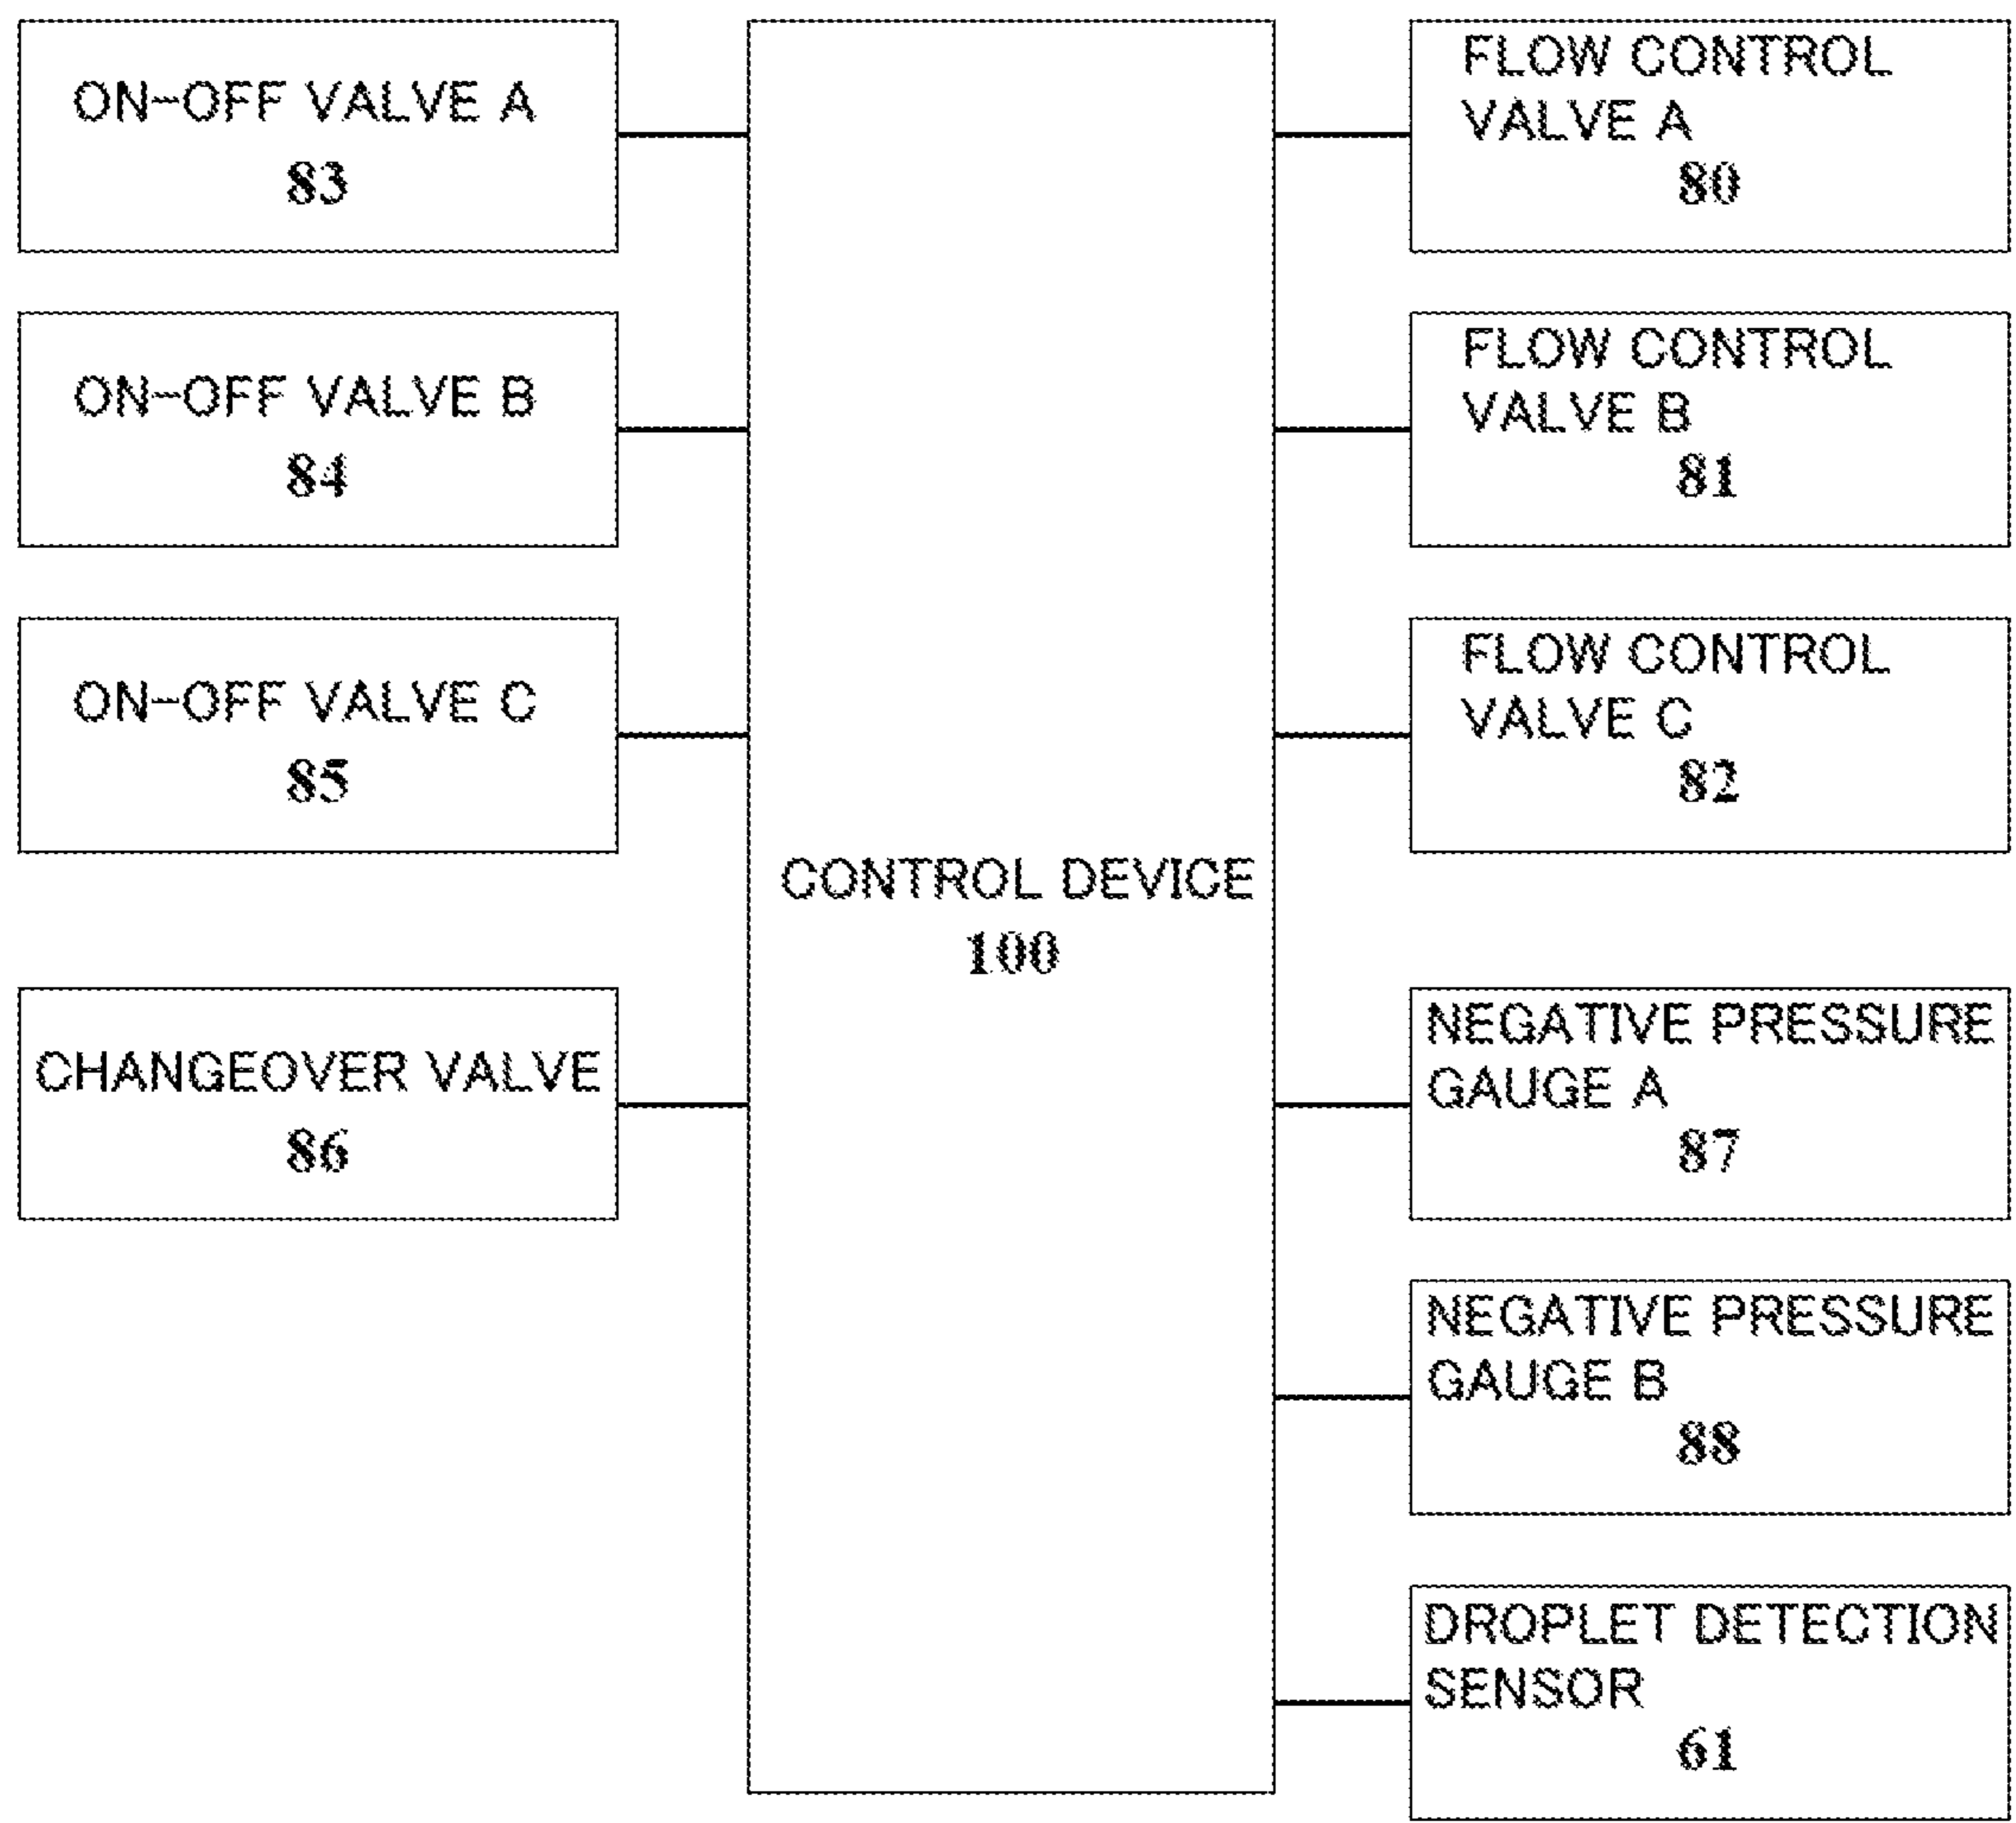 ON-OFF VALVE A
83
ON-OFF VALVE B
84
ON-OFF VALVE C
85
CHANGEOVER VALVE
86
CONTROL DEVICE
100
FLOW CONTROL
VALVE A
80
FLOW CONTROL
VALVE B
81
FLOW CONTROL
VALVE C
82
NEGATIVE PRESSURE
GAUGE A
87
NEGATIVE PRESSURE
GAUGE B
88
DROPLET DETECTION
SENSOR
61